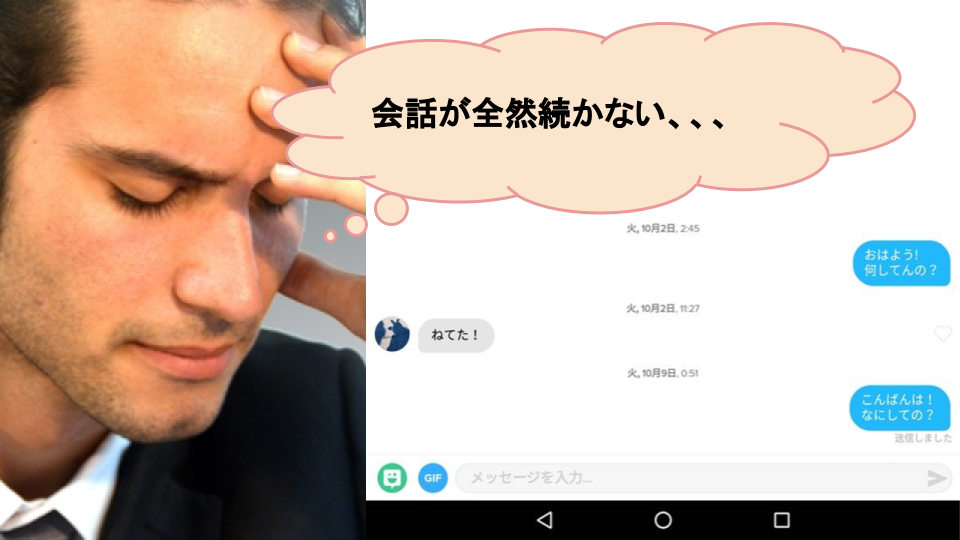 会話が全然続かない、、、
火, 10月2日, 2:45
おはよう!
何してんの？
火, 10月2日, 11:27
ねてた！
火, 10月9日, 0:51
こんばんは！
なにしての？
送信しました
GIF
メッセージを入力...